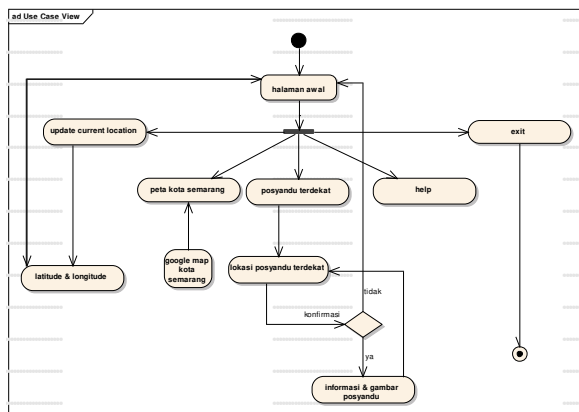 ad Use Case View
halaman awal
update current location
exit
peta kota semarang
posyandu terdekat
help
google map
kota
semarang
lokasi posyandu terdekat
latitude & longitude
tidak
konfirmasi
ya
informasi & gambar
posyandu